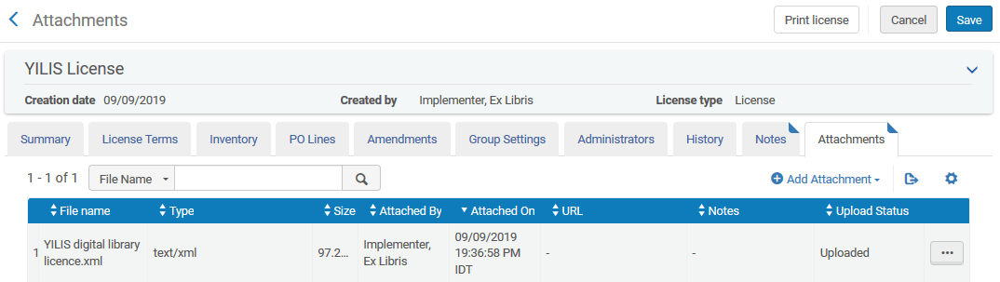 Attachments
Print license
Cancel
Save
YILIS License
Creation date 09/09/2019 Created by Implementer, Ex Libris License type License
Summary License Terms Inventory PO Lines Amendments Group Settings Administrators History Notes Attachments
1 - 1 of 1 File Name Add Attachment
File name Type Size Attached By Attached On URL Notes Upload Status
1 YILIS digital library licence.xml text/xml 97.2... Implementer, Ex Libris 09/09/2019 19:36:58 PM IDT - - Uploaded